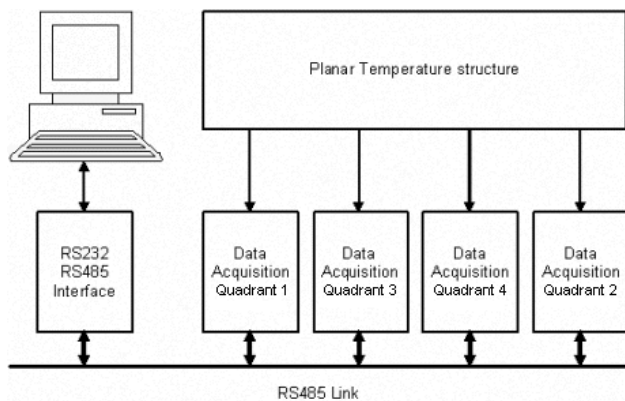 Planar Temperature structure
RS232
RS485
Interface
Data
Acquisition
Quadrant 1
Data
Acquisition
Quadrant 3
Data
Acquisition
Quadrant 4
Data
Acquisition
Quadrant 2
RS485 Link